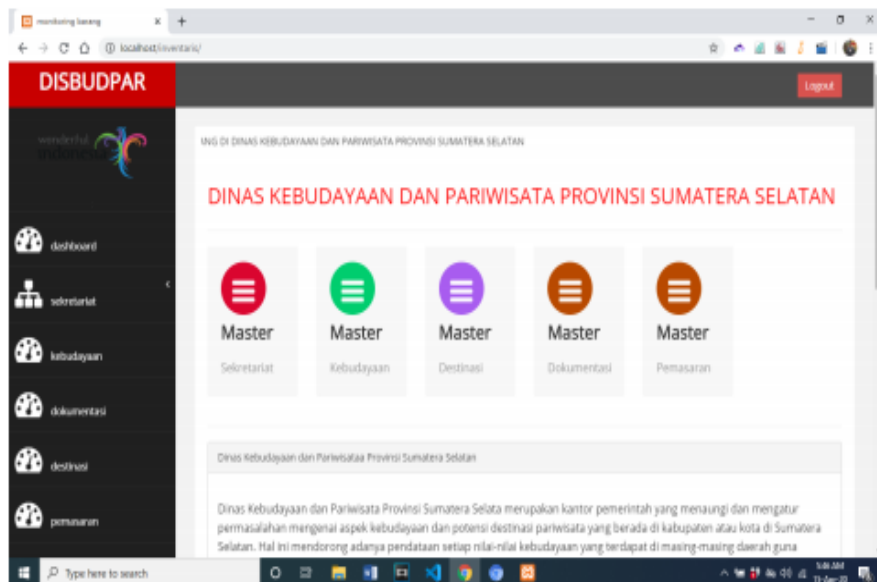 monitoring barang
localhost/inventaris/
DISBUDPAR
Logout
wonderful
indonesia
ANG DI DINAS KEBUDAYAAN DAN PARIWISATA PROVINSI SUMATERA SELATAN
DINAS KEBUDAYAAN DAN PARIWISATA PROVINSI SUMATERA SELATAN
dashboard
sekretariat
kebudayaan
dokumentasi
destinasi
pemasaran
Master
Sekretariat
Master
Kebudayaan
Master
Destinasi
Master
Dokumentasi
Master
Pemasaran
Dinas Kebudayaan dan Pariwisataa Provinsi Sumatera Selatan
Dinas Kebudayaan dan Pariwisata Provinsi Sumatera Selata merupakan kantor pemerintah yang menaungi dan mengatur
permasalahan mengenai aspek kebudayaan dan potensi destinasi pariwisata yang berada di kabupaten atau kota di Sumatera
Selatan. Hal ini mendorong adanya pendataan setiap nilai-nilai kebudayaan yang terdapat di masing-masing daerah guna
Type here to search